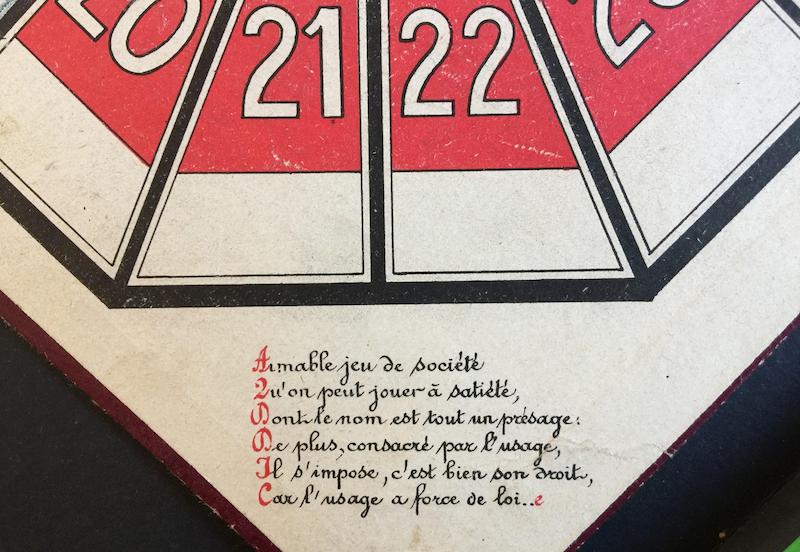 20 21 22
Aimable jeu de société
Qu'on peut jouer à satiété,
Dont le nom est tout un présage:
De plus, consacré par l'usage,
Il s'impose, c'est bien son droit,
Car l'usage a force de loi..e